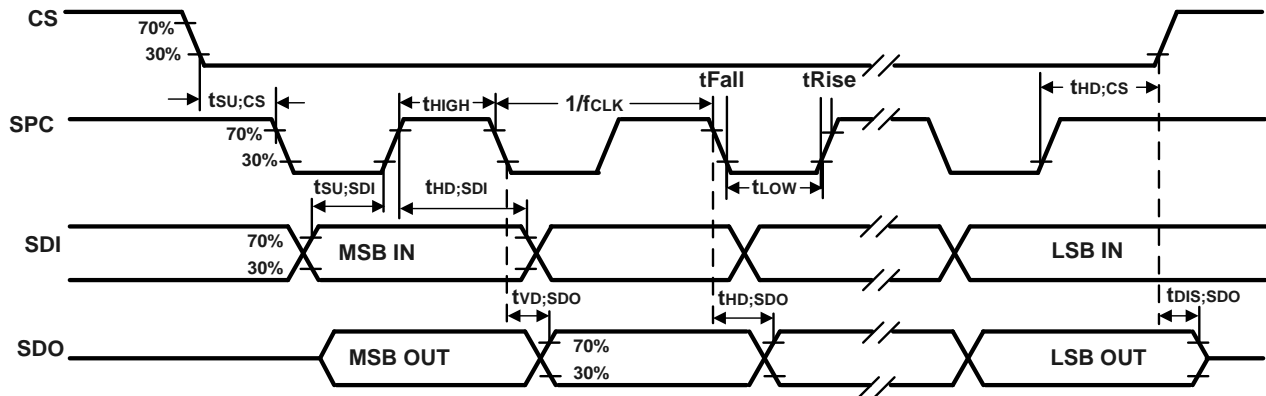 CS
70%
30%
tFall
tRise
tSU;CS
tHIGH
1/fCLK
tHD;CS
SPC
70%
30%
tSU;SDI
tHD;SDI
tLOW
SDI
70%
30%
MSB IN
LSB IN
tVD;SDO
tHD;SDO
tDIS;SDO
SDO
MSB OUT
70%
30%
LSB OUT